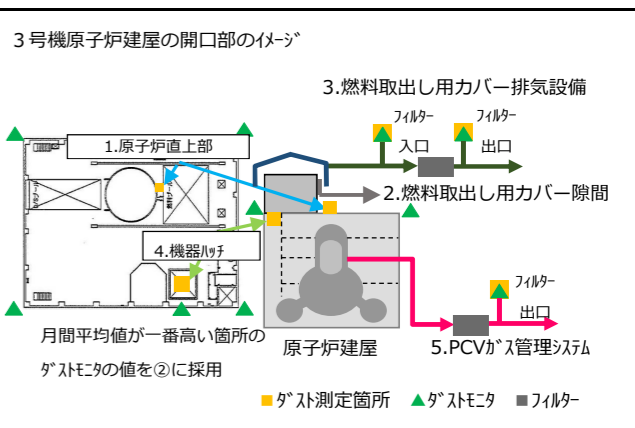 ３号機原子炉建屋の開口部のｲﾒｰｼﾞ
3.燃料取出し用カバー排気設備
ﾌｨﾙﾀｰ
ﾌｨﾙﾀｰ
入口
出口
1.原子炉直上部
2.燃料取出し用カバー隙間
4.機器ﾊｯﾁ
ﾌｨﾙﾀｰ
出口
月間平均値が一番高い箇所の
ﾀﾞｽﾄﾓﾆﾀの値を②に採用
原子炉建屋
5.PCVｶﾞｽ管理ｼｽﾃﾑ
ﾀﾞｽﾄ測定箇所
ﾀﾞｽﾄﾓﾆﾀ
ﾌｨﾙﾀｰ